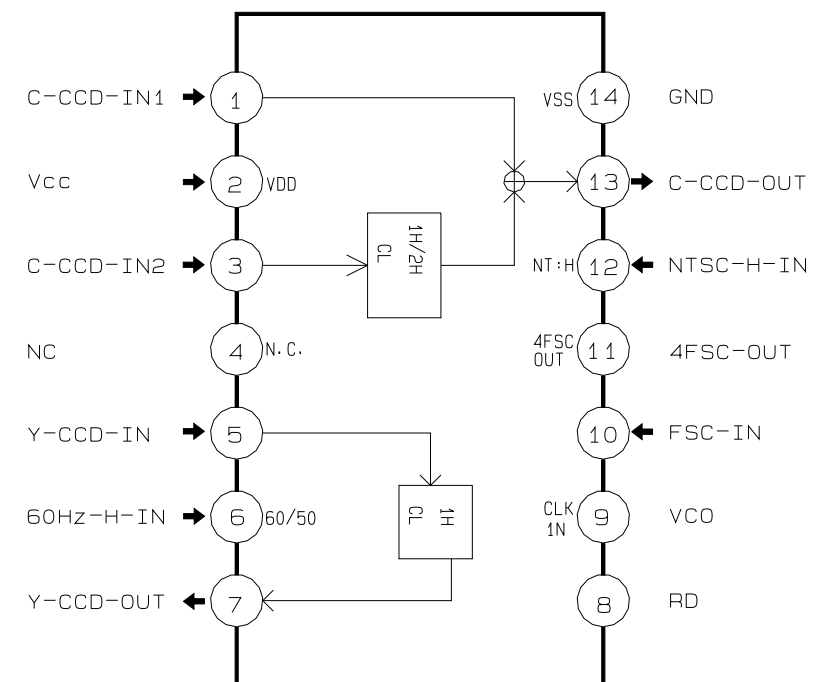 C-CCD-IN1
1
VSS
14
GND
Vcc
2
VDD
13
C-CCD-OUT
C-CCD-IN2
3
1H/2H
CL
NT:H
12
NTSC-H-IN
NC
4
N.C.
4FSC
OUT
11
4FSC-OUT
Y-CCD-IN
5
10
FSC-IN
60Hz-H-IN
6
60/50
1H
CL
CLK
1N
9
VCO
Y-CCD-OUT
7
8
RD